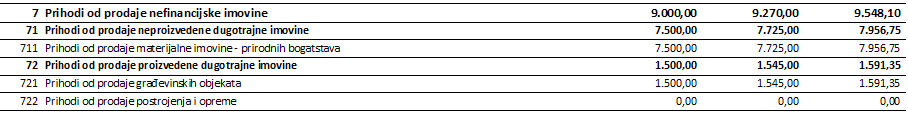 7 Prihodi od prodaje nefinancijske imovine 9.000,00 9.270,00 9.548,10
71 Prihodi od prodaje neproizvedene dugotrajne imovine 7.500,00 7.725,00 7.956,75
711 Prihodi od prodaje materijalne imovine - prirodnih bogatstava 7.500,00 7.725,00 7.956,75
72 Prihodi od prodaje proizvedene dugotrajne imovine 1.500,00 1.545,00 1.591,35
721 Prihodi od prodaje građevinskih objekata 1.500,00 1.545,00 1.591,35
722 Prihodi od prodaje postrojenja i opreme 0,00 0,00 0,00